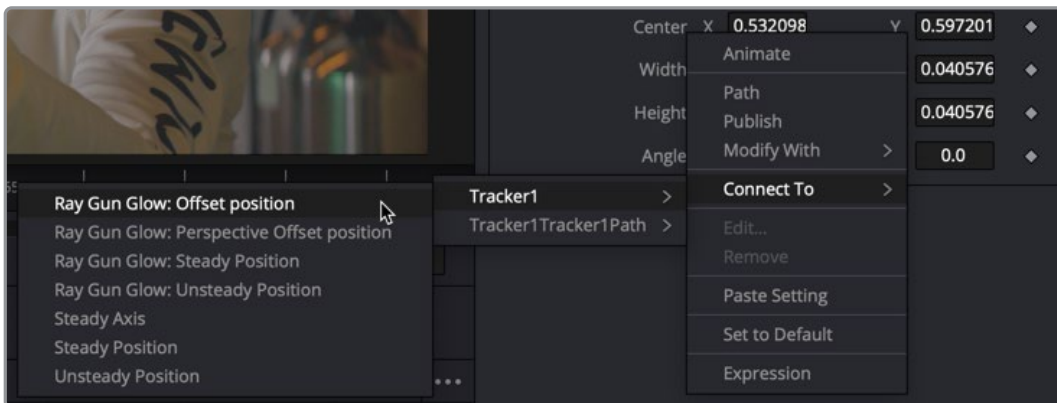 Center X 0.532098 Y 0.597201
Width 0.040576
Height 0.040576
Angle 0.0
Animate
Path
Publish
Modify With >
Connect To >
Edit...
Remove
Paste Setting
Set to Default
Expression
Tracker1 >
Tracker1Tracker1Path >
Ray Gun Glow: Offset position
Ray Gun Glow: Perspective Offset position
Ray Gun Glow: Steady Position
Ray Gun Glow: Unsteady Position
Steady Axis
Steady Position
Unsteady Position